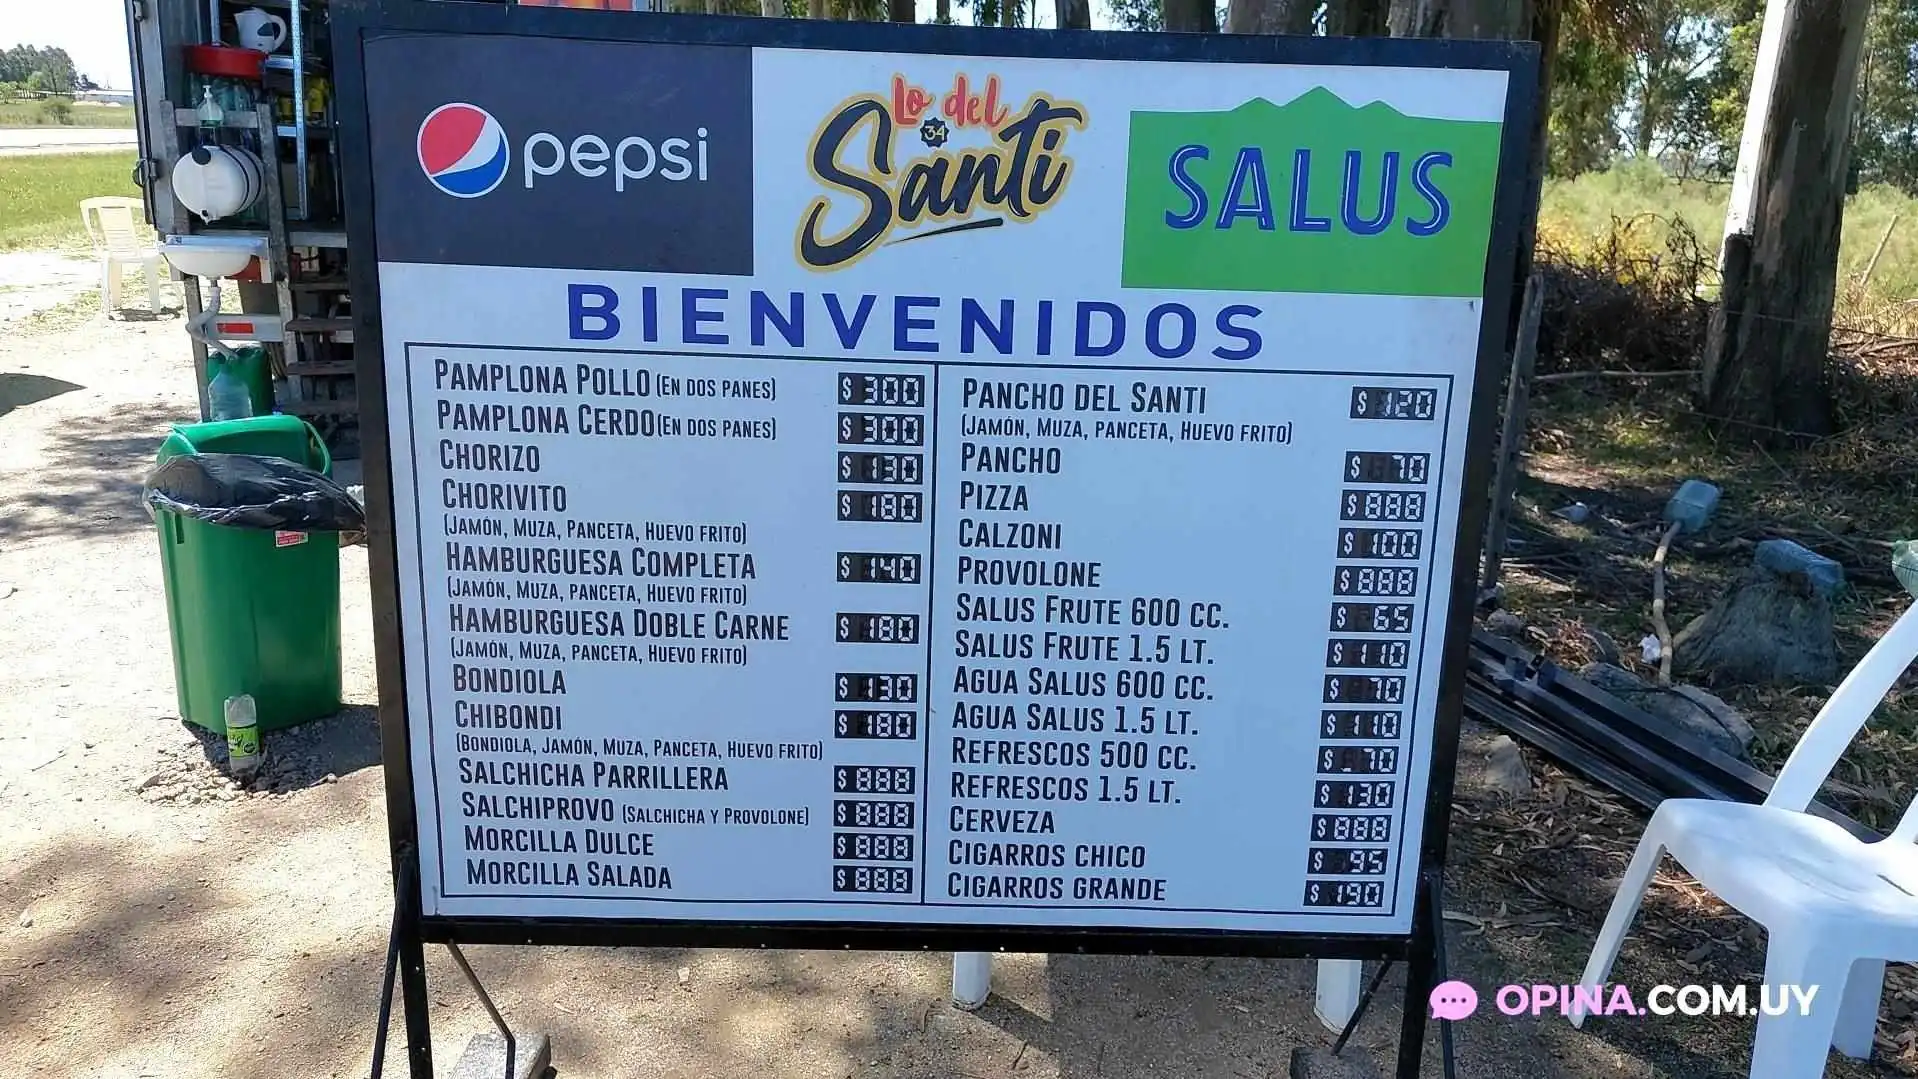 pepsi
Lo del
34
Santi
SALUS
BIENVENIDOS
PAMPLONA POLLO (EN DOS PANES) $ 300
PAMPLONA CERDO (EN DOS PANES) $ 300
CHORIZO $ 130
CHORIVITO $ 180
(JAMÓN, MUZA, PANCETA, HUEVO FRITO)
HAMBURGUESA COMPLETA $ 140
(JAMÓN, MUZA, PANCETA, HUEVO FRITO)
HAMBURGUESA DOBLE CARNE $ 180
(JAMÓN, MUZA, PANCETA, HUEVO FRITO)
BONDIOLA $ 130
CHIBONDI $ 180
(BONDIOLA, JAMÓN, MUZA, PANCETA, HUEVO FRITO)
SALCHICHA PARRILLERA $ 888
SALCHIPROVO (SALCHICHA Y PROVOLONE) $ 888
MORCILLA DULCE $ 888
MORCILLA SALADA $ 888
PANCHO DEL SANTI $ 120
(JAMÓN, MUZA, PANCETA, HUEVO FRITO)
PANCHO $ 70
PIZZA $ 888
CALZONI $ 100
PROVOLONE $ 888
SALUS FRUTE 600 CC. $ 65
SALUS FRUTE 1.5 LT. $ 110
AGUA SALUS 600 CC. $ 70
AGUA SALUS 1.5 LT. $ 110
REFRESCOS 500 CC. $ 70
REFRESCOS 1.5 LT. $ 130
CERVEZA $ 888
CIGARROS CHICO $ 95
CIGARROS GRANDE $ 190
OPINA.COM.UY